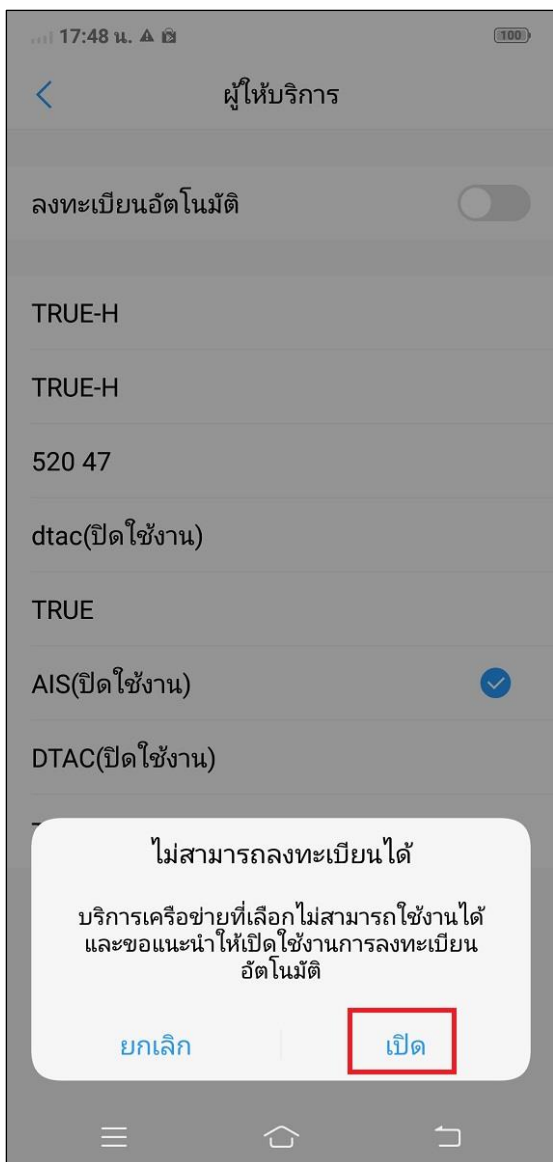 17:48 น.
100
ผู้ให้บริการ
ลงทะเบียนอัตโนมัติ
TRUE-H
TRUE-H
520 47
dtac(ปิดใช้งาน)
TRUE
AIS(ปิดใช้งาน)
DTAC(ปิดใช้งาน)
ไม่สามารถลงทะเบียนได้
บริการเครือข่ายที่เลือกไม่สามารถใช้งานได้
และขอแนะนำให้เปิดใช้งานการลงทะเบียน
อัตโนมัติ
ยกเลิก
เปิด